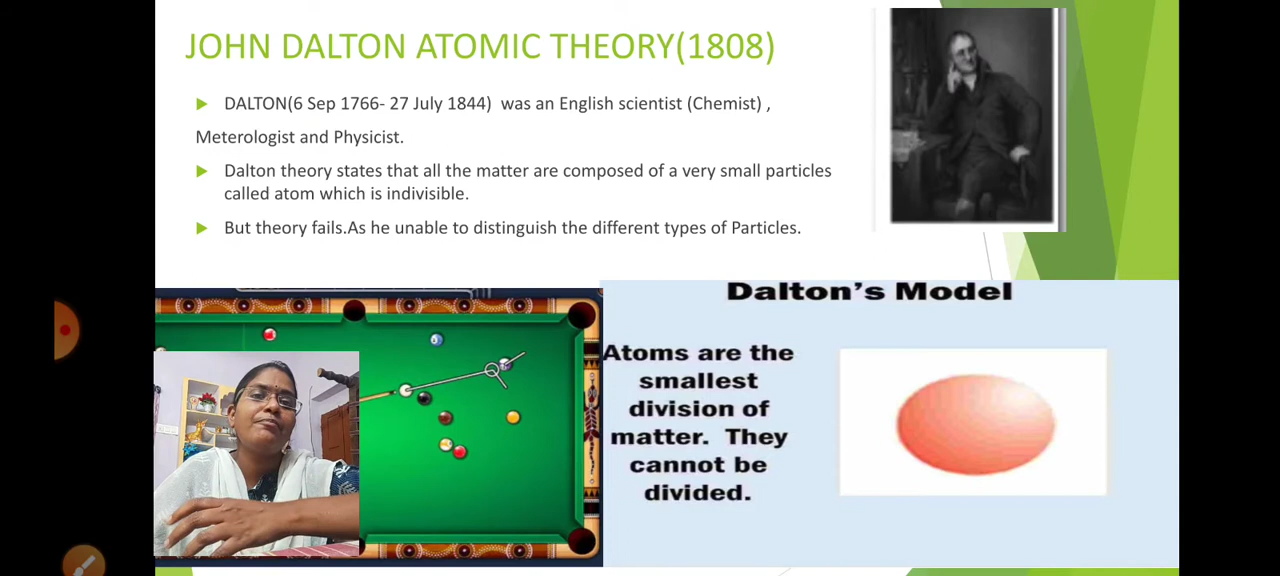 JOHN DALTON ATOMIC THEORY(1808)
DALTON(6 Sep 1766- 27 July 1844) was an English scientist (Chemist) ,
Meterologist and Physicist.
Dalton theory states that all the matter are composed of a very small particles
called atom which is indivisible.
But theory fails.As he unable to distinguish the different types of Particles.
Dalton's Model
Atoms are the
smallest
division of
matter. They
cannot be
divided.